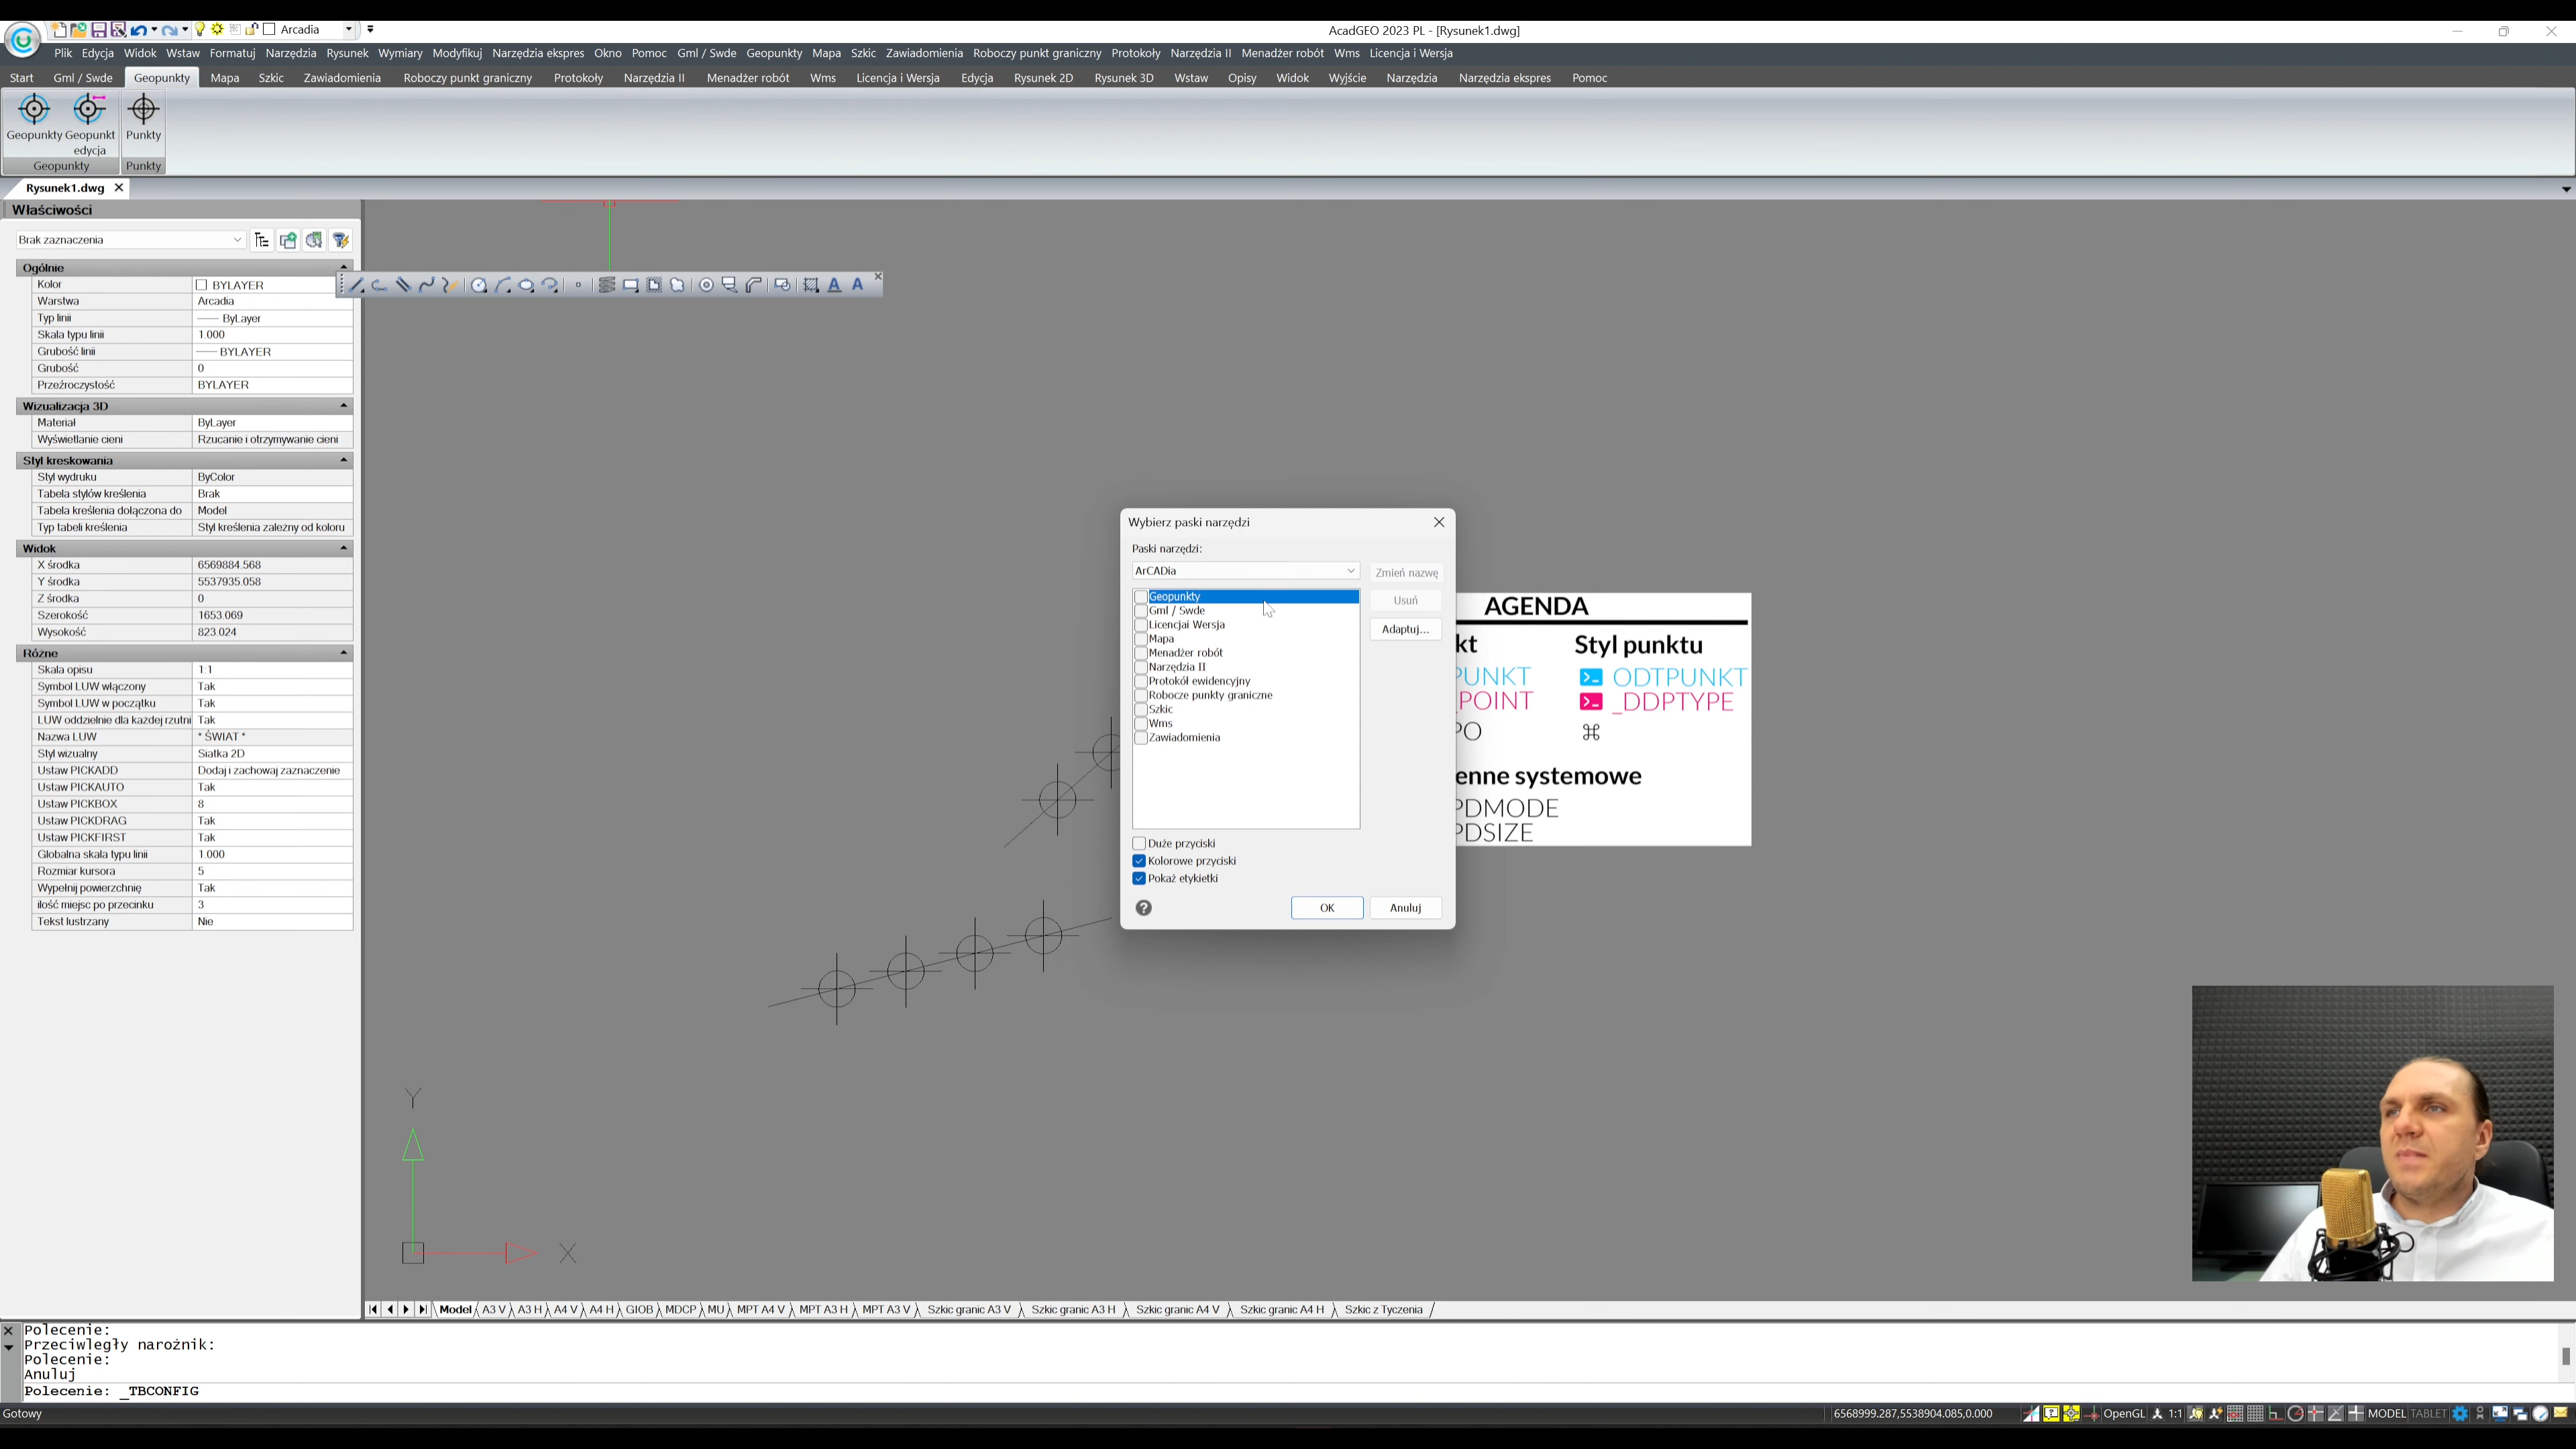 Arcadia
AcadGEO 2023 PL - [Rysunek1.dwg]
Plik Edycja Widok Wstaw Formatuj Narzędzia Rysunek Wymiary Modyfikuj Narzędzia ekspres Okno Pomoc Gml / Swde Geopunkty Mapa Szkic Zawiadomienia Roboczy punkt graniczny Protokoły Narzędzia II Menadżer robót Wms Licencja i Wersja
Start Gml / Swde Geopunkty Mapa Szkic Zawiadomienia Roboczy punkt graniczny Protokoły Narzędzia II Menadżer robót Wms Licencja i Wersja Edycja Rysunek 2D Rysunek 3D Wstaw Opisy Widok Wyjście Narzędzia Narzędzia ekspres Pomoc
Geopunkty Geopunkt Punkty
edycja
Geopunkty Punkty
Rysunek1.dwg
Właściwości
Brak zaznaczenia
Ogólnie
Kolor BYLAYER
Warstwa Arcadia
Typ linii ByLayer
Skala typu linii 1.000
Grubość linii BYLAYER
Grubość 0
Przeźroczystość BYLAYER
Wizualizacja 3D
Materiał ByLayer
Wyświetlanie cieni Rzucanie i otrzymywanie cieni
Styl kreskowania
Styl wydruku ByColor
Tabela stylów kreślenia Brak
Tabela kreślenia dołączona do Model
Typ tabeli kreślenia Styl kreślenia zależny od koloru
Widok
X środka 6569884.568
Y środka 5537935.058
Z środka 0
Szerokość 1653.069
Wysokość 823.024
Różne
Skala opisu 1:1
Symbol LUW włączony Tak
Symbol LUW w początku Tak
LUW oddzielnie dla każdej rzutni Tak
Nazwa LUW * ŚWIAT *
Styl wizualny Siatka 2D
Ustaw PICKADD Dodaj i zachowaj zaznaczenie
Ustaw PICKAUTO Tak
Ustaw PICKBOX 8
Ustaw PICKDRAG Tak
Ustaw PICKFIRST Tak
Globalna skala typu linii 1.000
Rozmiar kursora 5
Wypełnij powierzchnię Tak
ilość miejsc po przecinku 3
Tekst lustrzany Nie
Wybierz paski narzędzi
Paski narzędzi:
ArCADia
Zmień nazwę
Usuń
Adaptuj...
Geopunkty
Gml / Swde
Licencjai Wersja
Mapa
Menadżer robót
Narzędzia II
Protokół ewidencyjny
Robocze punkty graniczne
Szkic
Wms
Zawiadomienia
Duże przyciski
Kolorowe przyciski
Pokaż etykietki
OK Anuluj
AGENDA
kt Styl punktu
PUNKT ODTPUNKT
_POINT _DDPTYPE
PO ⌘
enne systemowe
PDMODE
PDSIZE
Y
X
Model A3 V A3 H A4 V A4 H GIOB MDCP MU MPT A4 V MPT A3 H MPT A3 V Szkic granic A3 V Szkic granic A3 H Szkic granic A4 V Szkic granic A4 H Szkic z Tyczenia
Polecenie:
Przeciwległy narożnik:
Polecenie:
Anuluj
Polecenie: _TBCONFIG
Gotowy
6568999.287,5538904.085,0.000 OpenGL 1:1 MODEL TABLET